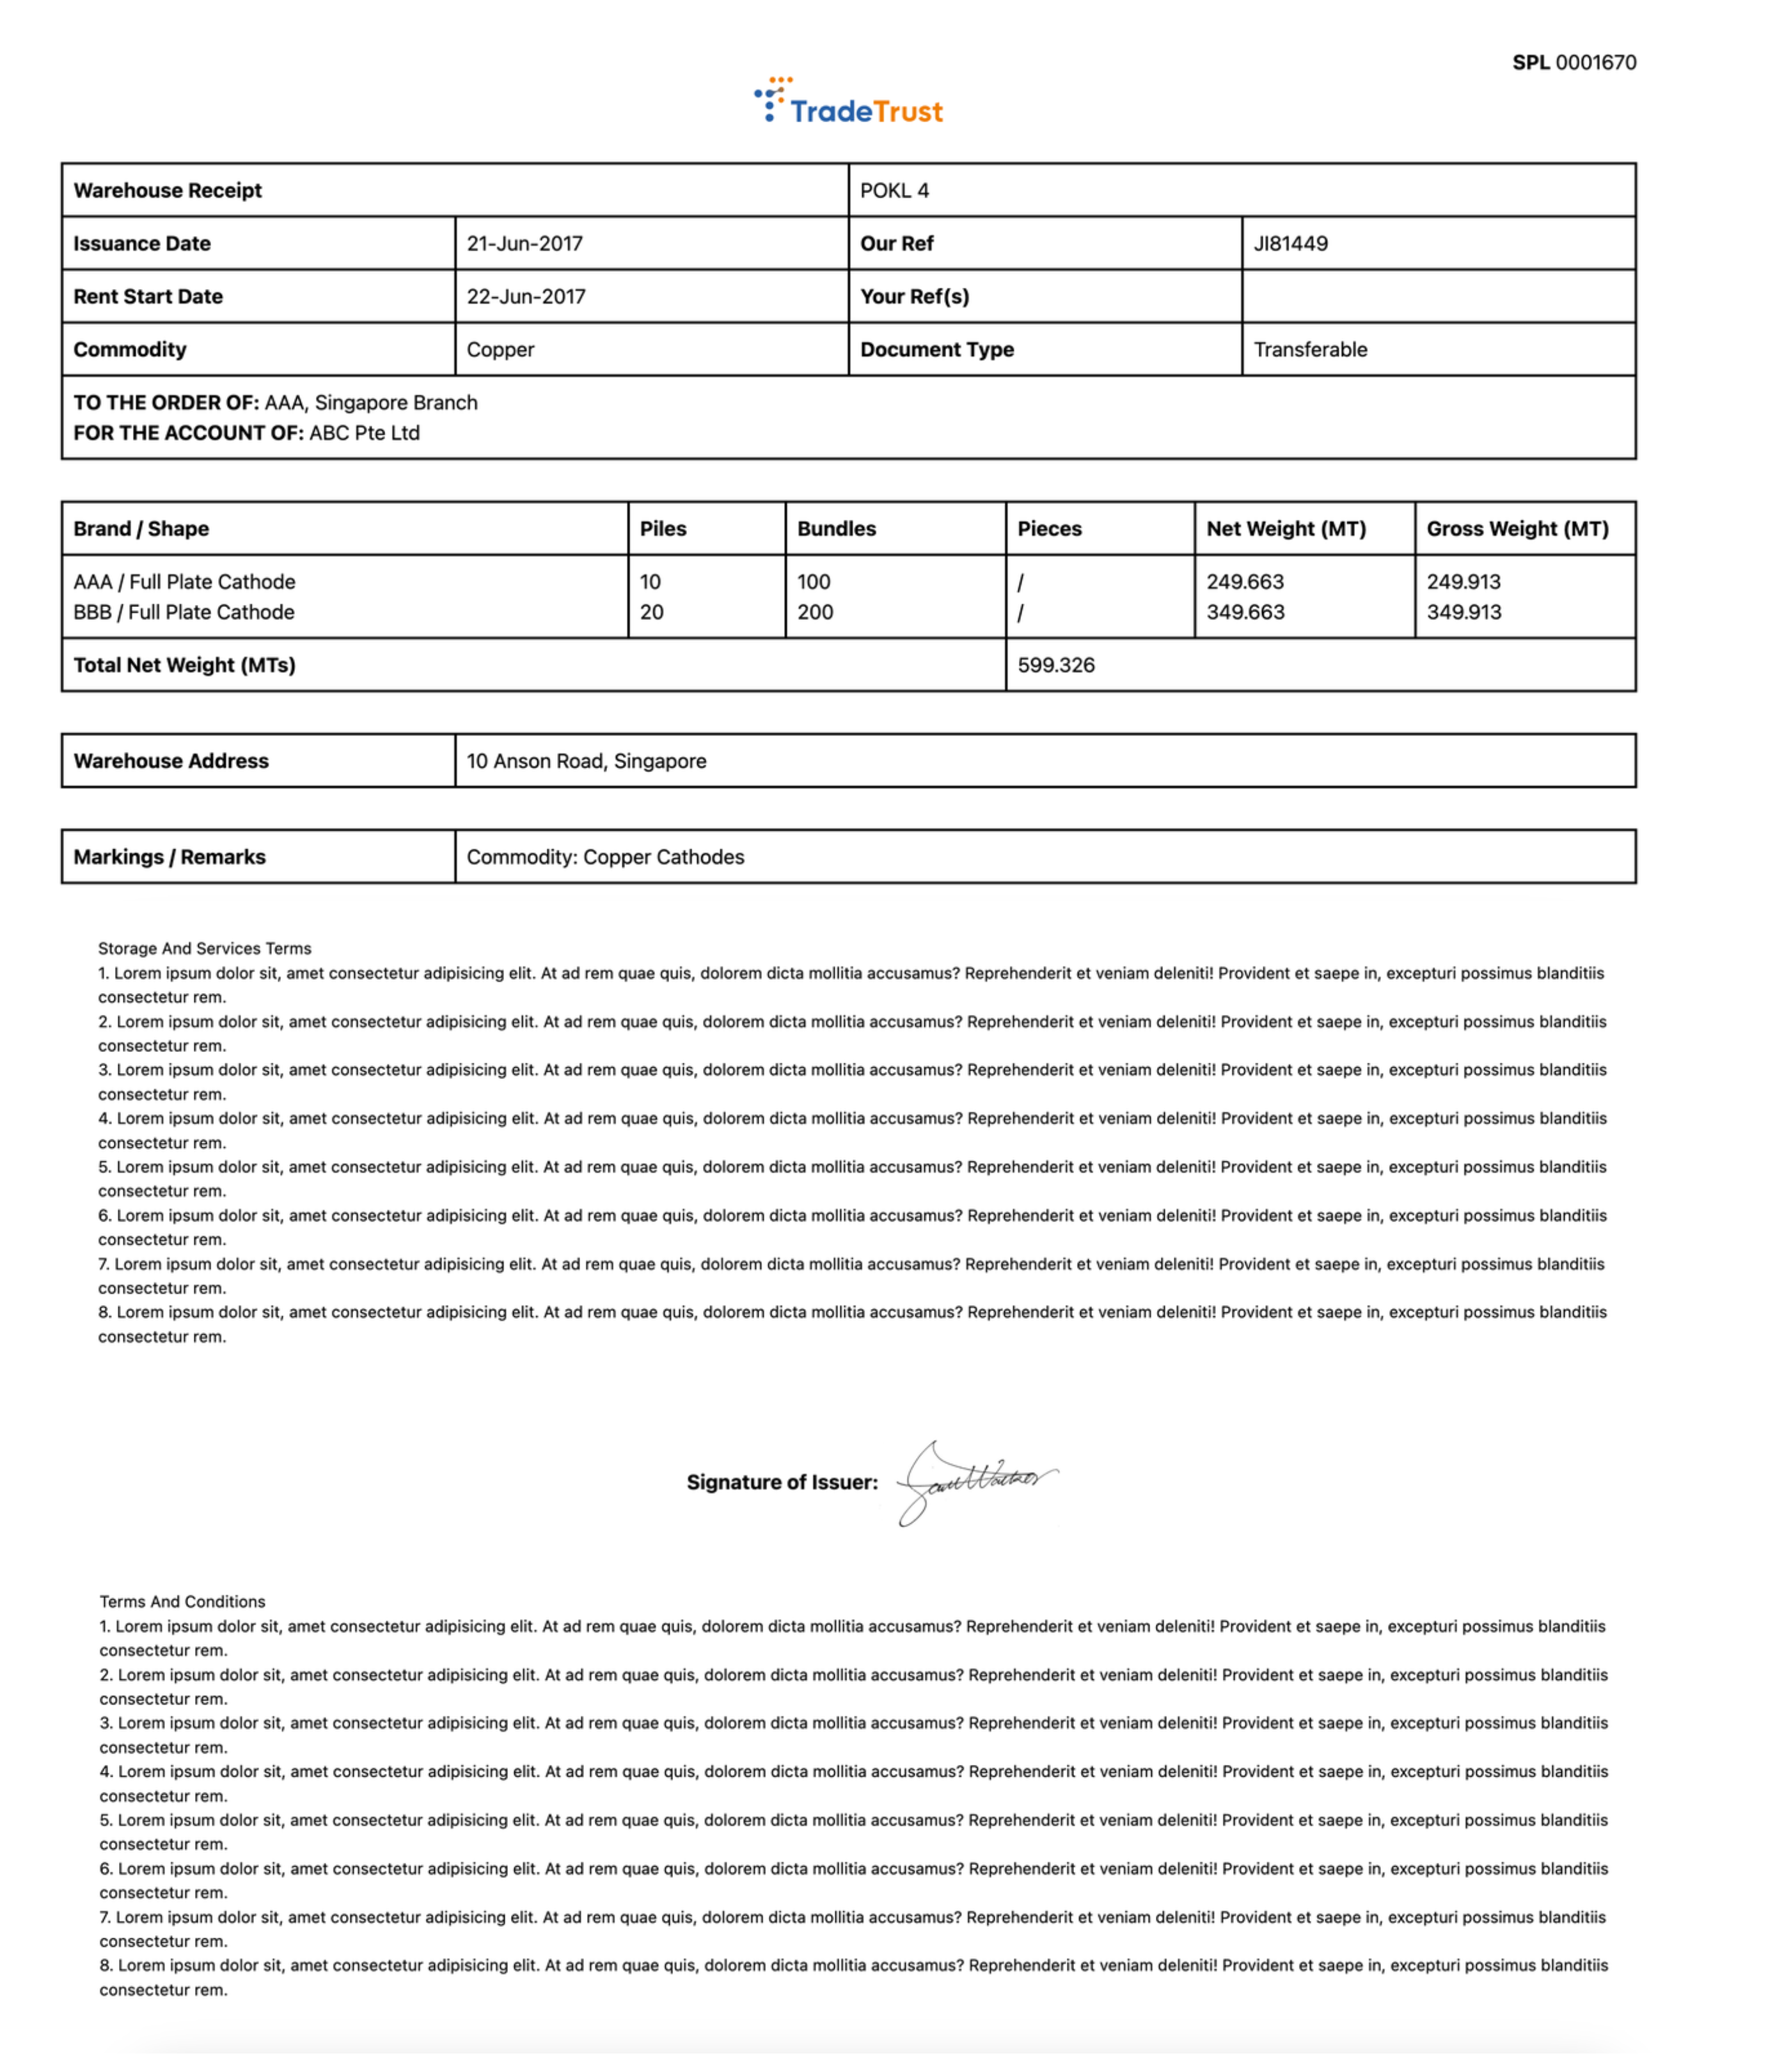 SPL 0001670
TradeTrust
Warehouse Receipt POKL 4
Issuance Date 21-Jun-2017 Our Ref JI81449
Rent Start Date 22-Jun-2017 Your Ref(s)
Commodity Copper Document Type Transferable
TO THE ORDER OF: AAA, Singapore Branch
FOR THE ACCOUNT OF: ABC Pte Ltd
Brand / Shape Piles Bundles Pieces Net Weight (MT) Gross Weight (MT)
AAA / Full Plate Cathode 10 100 / 249.663 249.913
BBB / Full Plate Cathode 20 200 / 349.663 349.913
Total Net Weight (MTs) 599.326
Warehouse Address 10 Anson Road, Singapore
Markings / Remarks Commodity: Copper Cathodes
Storage And Services Terms
1. Lorem ipsum dolor sit, amet consectetur adipisicing elit. At ad rem quae quis, dolorem dicta mollitia accusamus? Reprehenderit et veniam deleniti! Provident et saepe in, excepturi possimus blanditiis
consectetur rem.
2. Lorem ipsum dolor sit, amet consectetur adipisicing elit. At ad rem quae quis, dolorem dicta mollitia accusamus? Reprehenderit et veniam deleniti! Provident et saepe in, excepturi possimus blanditiis
consectetur rem.
3. Lorem ipsum dolor sit, amet consectetur adipisicing elit. At ad rem quae quis, dolorem dicta mollitia accusamus? Reprehenderit et veniam deleniti! Provident et saepe in, excepturi possimus blanditiis
consectetur rem.
4. Lorem ipsum dolor sit, amet consectetur adipisicing elit. At ad rem quae quis, dolorem dicta mollitia accusamus? Reprehenderit et veniam deleniti! Provident et saepe in, excepturi possimus blanditiis
consectetur rem.
5. Lorem ipsum dolor sit, amet consectetur adipisicing elit. At ad rem quae quis, dolorem dicta mollitia accusamus? Reprehenderit et veniam deleniti! Provident et saepe in, excepturi possimus blanditiis
consectetur rem.
6. Lorem ipsum dolor sit, amet consectetur adipisicing elit. At ad rem quae quis, dolorem dicta mollitia accusamus? Reprehenderit et veniam deleniti! Provident et saepe in, excepturi possimus blanditiis
consectetur rem.
7. Lorem ipsum dolor sit, amet consectetur adipisicing elit. At ad rem quae quis, dolorem dicta mollitia accusamus? Reprehenderit et veniam deleniti! Provident et saepe in, excepturi possimus blanditiis
consectetur rem.
8. Lorem ipsum dolor sit, amet consectetur adipisicing elit. At ad rem quae quis, dolorem dicta mollitia accusamus? Reprehenderit et veniam deleniti! Provident et saepe in, excepturi possimus blanditiis
consectetur rem.
Signature of Issuer:
Terms And Conditions
1. Lorem ipsum dolor sit, amet consectetur adipisicing elit. At ad rem quae quis, dolorem dicta mollitia accusamus? Reprehenderit et veniam deleniti! Provident et saepe in, excepturi possimus blanditiis
consectetur rem.
2. Lorem ipsum dolor sit, amet consectetur adipisicing elit. At ad rem quae quis, dolorem dicta mollitia accusamus? Reprehenderit et veniam deleniti! Provident et saepe in, excepturi possimus blanditiis
consectetur rem.
3. Lorem ipsum dolor sit, amet consectetur adipisicing elit. At ad rem quae quis, dolorem dicta mollitia accusamus? Reprehenderit et veniam deleniti! Provident et saepe in, excepturi possimus blanditiis
consectetur rem.
4. Lorem ipsum dolor sit, amet consectetur adipisicing elit. At ad rem quae quis, dolorem dicta mollitia accusamus? Reprehenderit et veniam deleniti! Provident et saepe in, excepturi possimus blanditiis
consectetur rem.
5. Lorem ipsum dolor sit, amet consectetur adipisicing elit. At ad rem quae quis, dolorem dicta mollitia accusamus? Reprehenderit et veniam deleniti! Provident et saepe in, excepturi possimus blanditiis
consectetur rem.
6. Lorem ipsum dolor sit, amet consectetur adipisicing elit. At ad rem quae quis, dolorem dicta mollitia accusamus? Reprehenderit et veniam deleniti! Provident et saepe in, excepturi possimus blanditiis
consectetur rem.
7. Lorem ipsum dolor sit, amet consectetur adipisicing elit. At ad rem quae quis, dolorem dicta mollitia accusamus? Reprehenderit et veniam deleniti! Provident et saepe in, excepturi possimus blanditiis
consectetur rem.
8. Lorem ipsum dolor sit, amet consectetur adipisicing elit. At ad rem quae quis, dolorem dicta mollitia accusamus? Reprehenderit et veniam deleniti! Provident et saepe in, excepturi possimus blanditiis
consectetur rem.